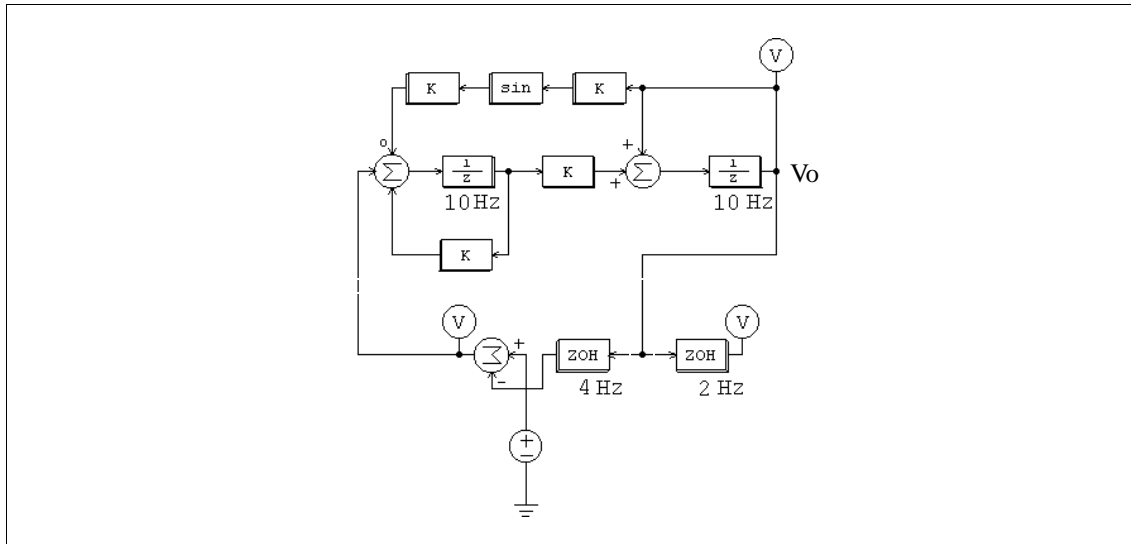 V
K sin K
o +
Σ 1/z K + Σ 1/z Vo
10 Hz 10 Hz
K
V V
Σ + ZOH ZOH
− 4 Hz 2 Hz
+
−